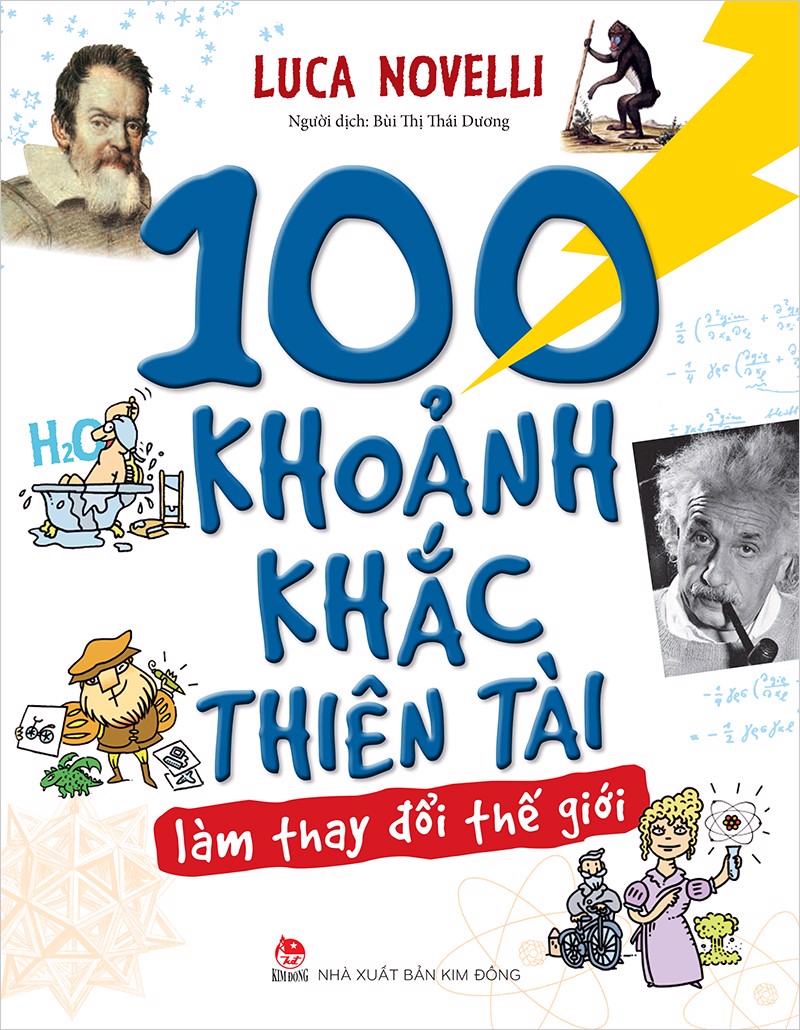 LUCA NOVELLI
Người dịch: Bùi Thị Thái Dương
100
KHOẢNH
H₂O
KHẮC
THIÊN TÀI
làm thay đổi thế giới
KIM ĐỒNG
NHÀ XUẤT BẢN KIM ĐỒNG